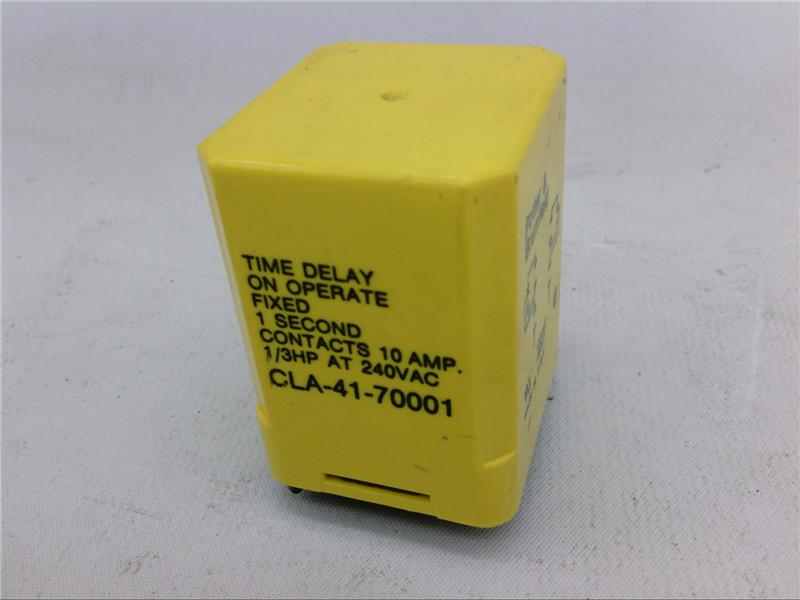 TIME DELAY
ON OPERATE
FIXED
1 SECOND
CONTACTS 10 AMP.
1/3HP AT 240VAC
CLA-41-70001